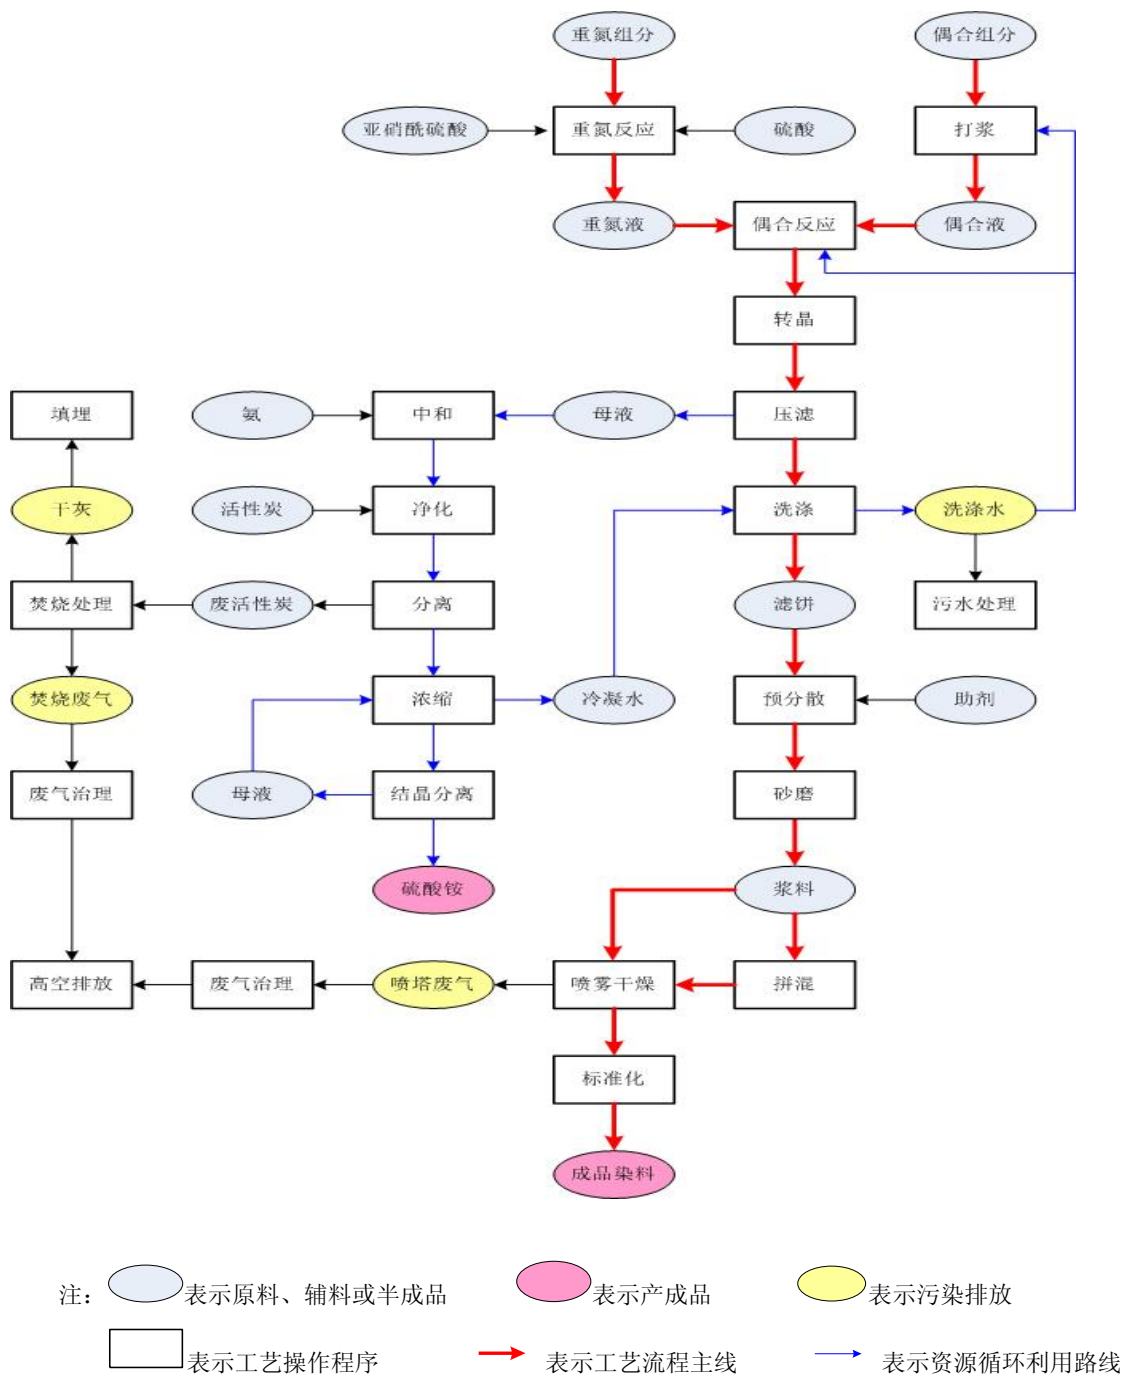 重氮组分 偶合组分
亚硝酰硫酸 重氮反应 硫酸 打浆
重氮液 偶合反应 偶合液
转晶
填埋 氨 中和 母液 压滤
干灰 活性炭 净化 洗涤 洗涤水
焚烧处理 废活性炭 分离 滤饼 污水处理
焚烧废气 浓缩 冷凝水 预分散 助剂
废气治理 母液 结晶分离 砂磨
硫酸铵 浆料
高空排放 废气治理 喷塔废气 喷雾干燥 拼混
标准化
成品染料
注： 表示原料、辅料或半成品 表示产成品 表示污染排放
表示工艺操作程序 表示工艺流程主线 表示资源循环利用路线